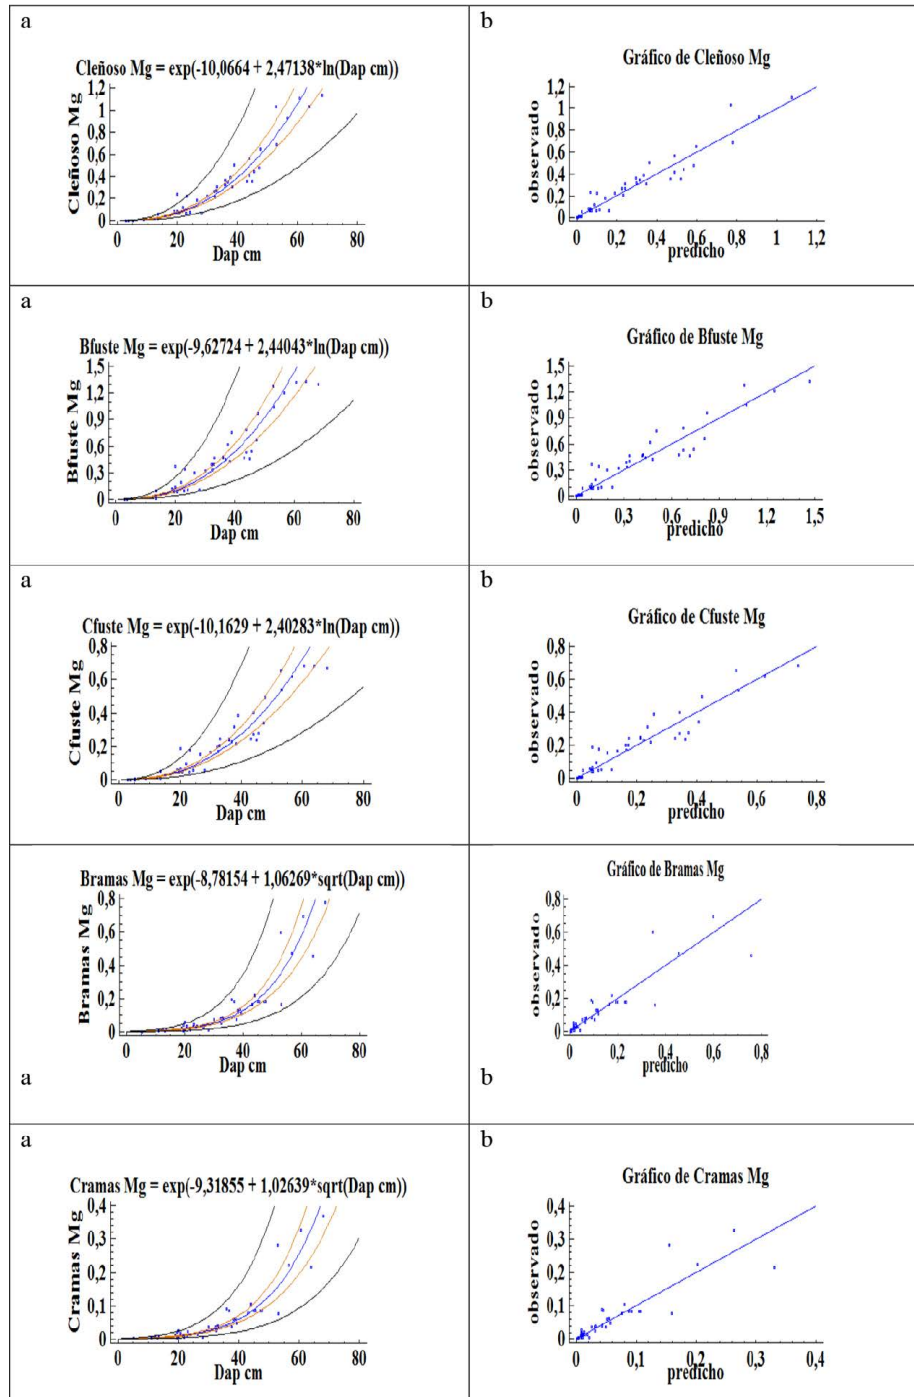 a
Cleñoso Mg = exp(-10,0664 + 2,47138*ln(Dap cm))
Cleñoso Mg
1,2
1
0,8
0,6
0,4
0,2
0
0 20 40 60 80
Dap cm
b
Gráfico de Cleñoso Mg
observado
1,2
1
0,8
0,6
0,4
0,2
0
0 0,2 0,4 0,6 0,8 1 1,2
predicho
a
Bfuste Mg = exp(-9,62724 + 2,44043*ln(Dap cm))
Bfuste Mg
1,5
1,2
0,9
0,6
0,3
0
0 20 40 60 80
Dap cm
b
Gráfico de Bfuste Mg
observado
1,5
1,2
0,9
0,6
0,3
0
0 0,3 0,6 0,9 1,2 1,5
predicho
a
Cfuste Mg = exp(-10,1629 + 2,40283*ln(Dap cm))
Cfuste Mg
0,8
0,6
0,4
0,2
0
0 20 40 60 80
Dap cm
b
Gráfico de Cfuste Mg
observado
0,8
0,6
0,4
0,2
0
0 0,2 0,4 0,6 0,8
predicho
Bramas Mg = exp(-8,78154 + 1,06269*sqrt(Dap cm))
Bramas Mg
0,8
0,6
0,4
0,2
0
0 20 40 60 80
Dap cm
a
Gráfico de Bramas Mg
observado
0,8
0,6
0,4
0,2
0
0 0,2 0,4 0,6 0,8
predicho
b
a
Cramas Mg = exp(-9,31855 + 1,02639*sqrt(Dap cm))
Cramas Mg
0,4
0,3
0,2
0,1
0
0 20 40 60 80
Dap cm
b
Gráfico de Cramas Mg
observado
0,4
0,3
0,2
0,1
0
0 0,1 0,2 0,3 0,4
predicho